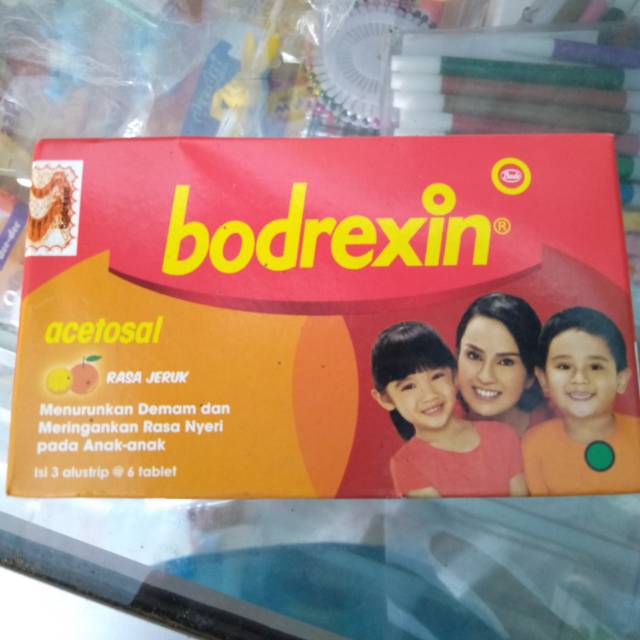 bodrexin®
acetosal
RASA JERUK
Menurunkan Demam dan
Meringankan Rasa Nyeri
pada Anak-anak
Isi 3 alustrip @ 6 tablet